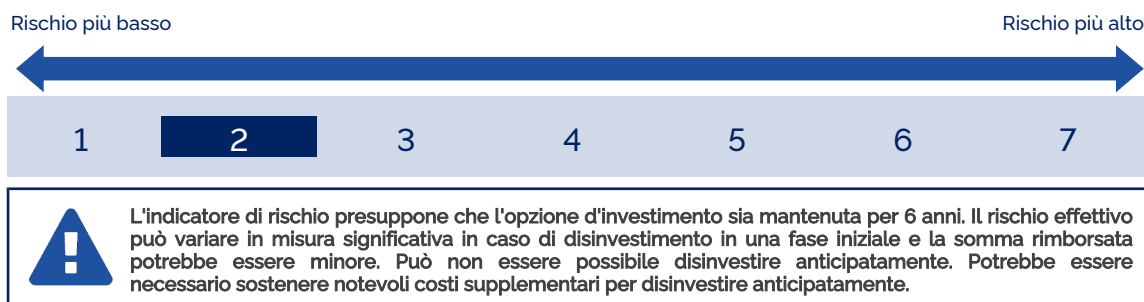 Rischio più basso Rischio più alto
1 2 3 4 5 6 7
L'indicatore di rischio presuppone che l'opzione d'investimento sia mantenuta per 6 anni. Il rischio effettivo
può variare in misura significativa in caso di disinvestimento in una fase iniziale e la somma rimborsata
potrebbe essere minore. Può non essere possibile disinvestire anticipatamente. Potrebbe essere
necessario sostenere notevoli costi supplementari per disinvestire anticipatamente.